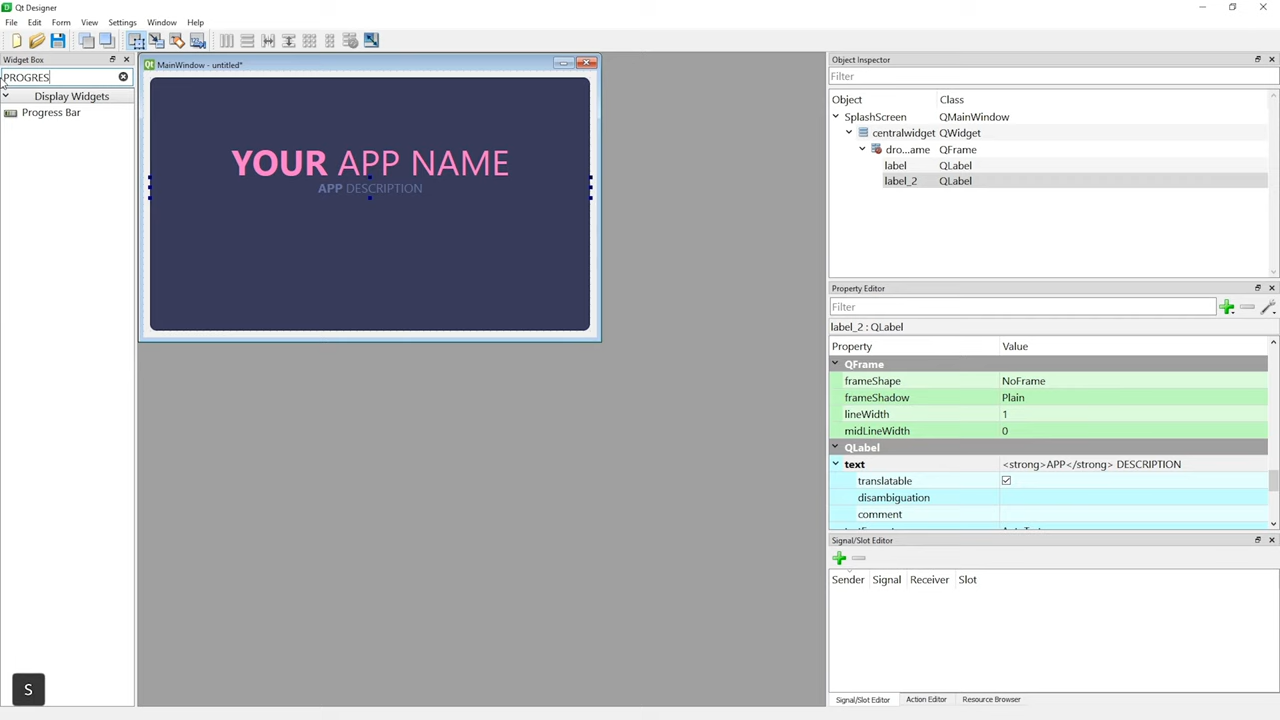 Qt Designer
File Edit Form View Settings Window Help
Widget Box
PROGRES
Display Widgets
Progress Bar
Qt MainWindow - untitled*
YOUR APP NAME
APP DESCRIPTION
Object Inspector
Filter
Object Class
SplashScreen QMainWindow
centralwidget QWidget
dro...ame QFrame
label QLabel
label_2 QLabel
Property Editor
Filter
label_2 : QLabel
Property Value
QFrame
frameShape NoFrame
frameShadow Plain
lineWidth 1
midLineWidth 0
QLabel
text <strong>APP</strong> DESCRIPTION
translatable
disambiguation
comment
Signal/Slot Editor
Sender Signal Receiver Slot
Signal/Slot Editor Action Editor Resource Browser
S